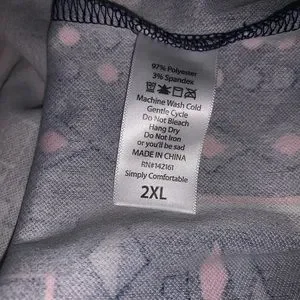 97% Polyester
3% Spandex
Machine Wash Cold
Gentle Cycle
Do Not Bleach
Hang Dry
Do Not Iron
or you'll be sad
MADE IN CHINA
RN#142161
Simply Comfortable
2XL